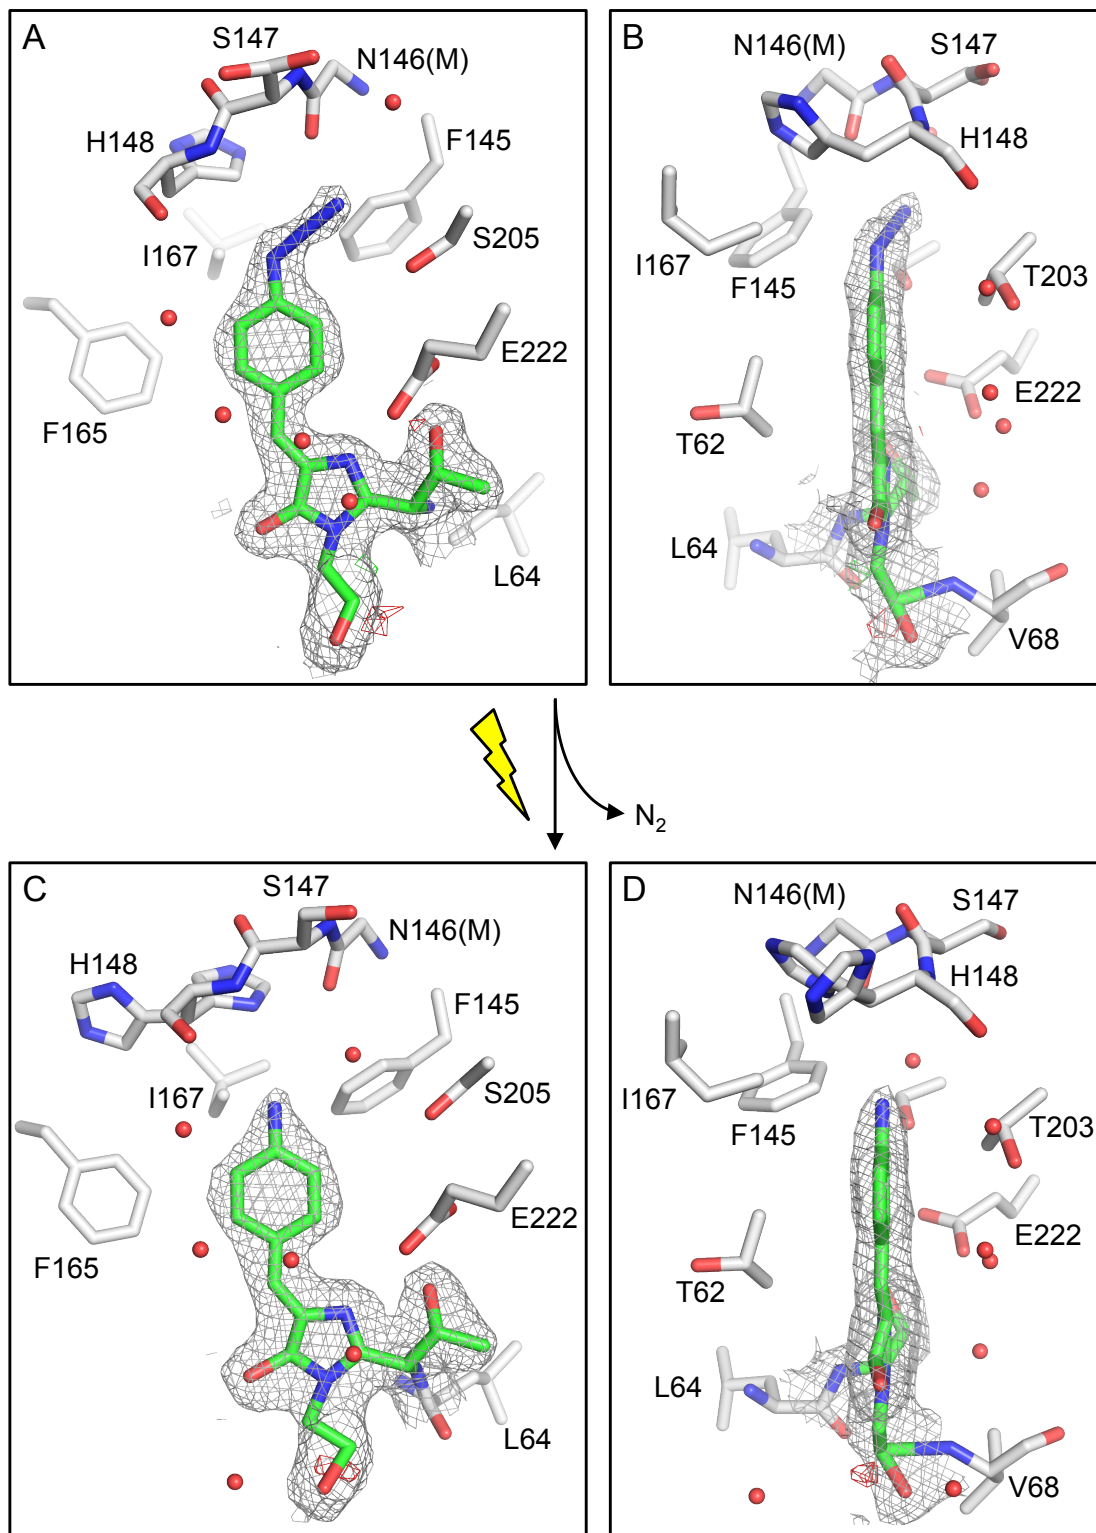 A
S147
N146(M)
H148
F145
I167
S205
E222
F165
L64
B
N146(M)
S147
H148
I167
F145
T203
E222
T62
L64
V68
N₂
C
S147
N146(M)
H148
F145
I167
S205
E222
F165
L64
D
N146(M)
S147
H148
I167
F145
T203
E222
T62
L64
V68